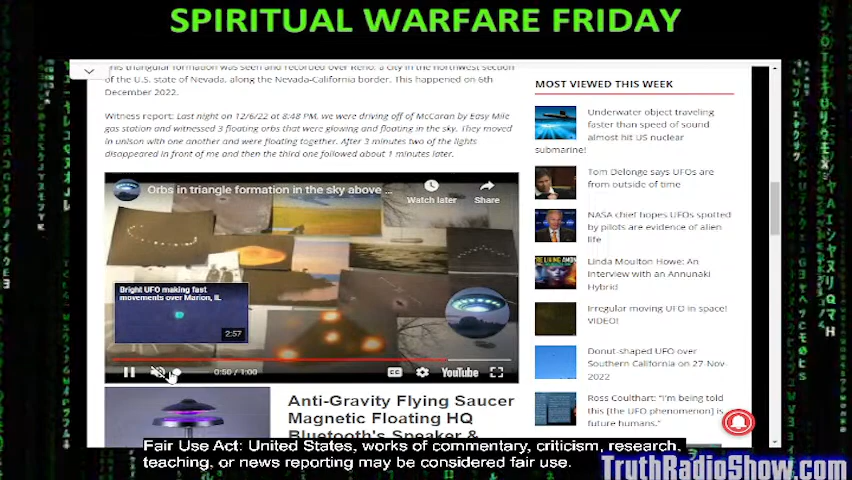 SPIRITUAL WARFARE FRIDAY
This triangular formation was seen and recorded over Reno, a city in the northwest section
of the U.S. state of Nevada, along the Nevada-California border. This happened on 6th
December 2022.
Witness report: Last night on 12/6/22 at 8:48 PM, we were driving off of McCaran by Easy Mile
gas station and witnessed 3 floating orbs that were glowing and floating in the sky. They moved
in unison with one another and were floating together. After 3 minutes two of the lights
disappeared in front of me and then the third one followed about 1 minutes later.
Orbs in triangle formation in the sky above ...
Watch later
Share
Bright UFO making fast
movements over Marion, IL
2:57
0:50 / 1:00
CC
YouTube
Anti-Gravity Flying Saucer
Magnetic Floating HQ
Bluetooth's Speaker &
MOST VIEWED THIS WEEK
Underwater object traveling
faster than speed of sound
almost hit US nuclear
submarine!
Tom Delonge says UFOs are
from outside of time
NASA chief hopes UFOs spotted
by pilots are evidence of alien
life
Linda Moulton Howe: An
Interview with an Annunaki
Hybrid
Irregular moving UFO in space!
VIDEO!
Donut-shaped UFO over
Southern California on 27-Nov
2022
Ross Coulthart: "I'm being told
this [the UFO phenomenon] is
future humans."
Fair Use Act: United States, works of commentary, criticism, research,
teaching, or news reporting may be considered fair use.
TruthRadioShow.com